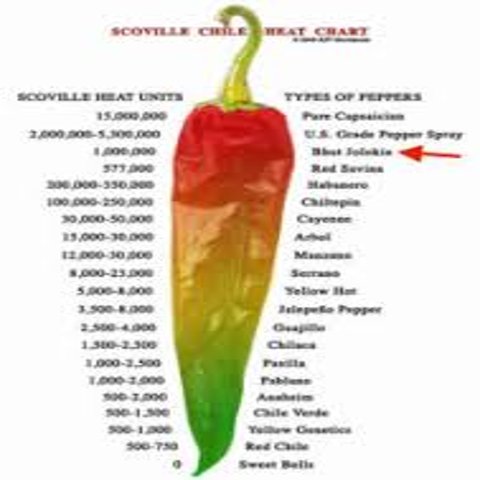 SCOVILLE CHILE HEAT CHART
SCOVILLE HEAT UNITS TYPES OF PEPPERS
15,000,000 Pure Capsaician
2,000,000-5,300,000 U.S. Grade Pepper Spray
1,000,000 Bhut Jolokia
577,000 Red Savina
200,000-350,000 Habanero
100,000-250,000 Chiltepin
30,000-50,000 Cayenne
15,000-30,000 Arbol
12,000-30,000 Manzano
8,000-23,000 Serrano
5,000-8,000 Yellow Hot
3,500-8,000 Jalepeño Pepper
2,500-4,000 Guajillo
1,500-2,500 Chilaca
1,000-2,500 Pasilla
1,000-2,000 Poblano
500-2,000 Anaheim
500-1,500 Chile Verde
500-1,000 Yellow Genetics
500-750 Red Chile
0 Sweet Bells